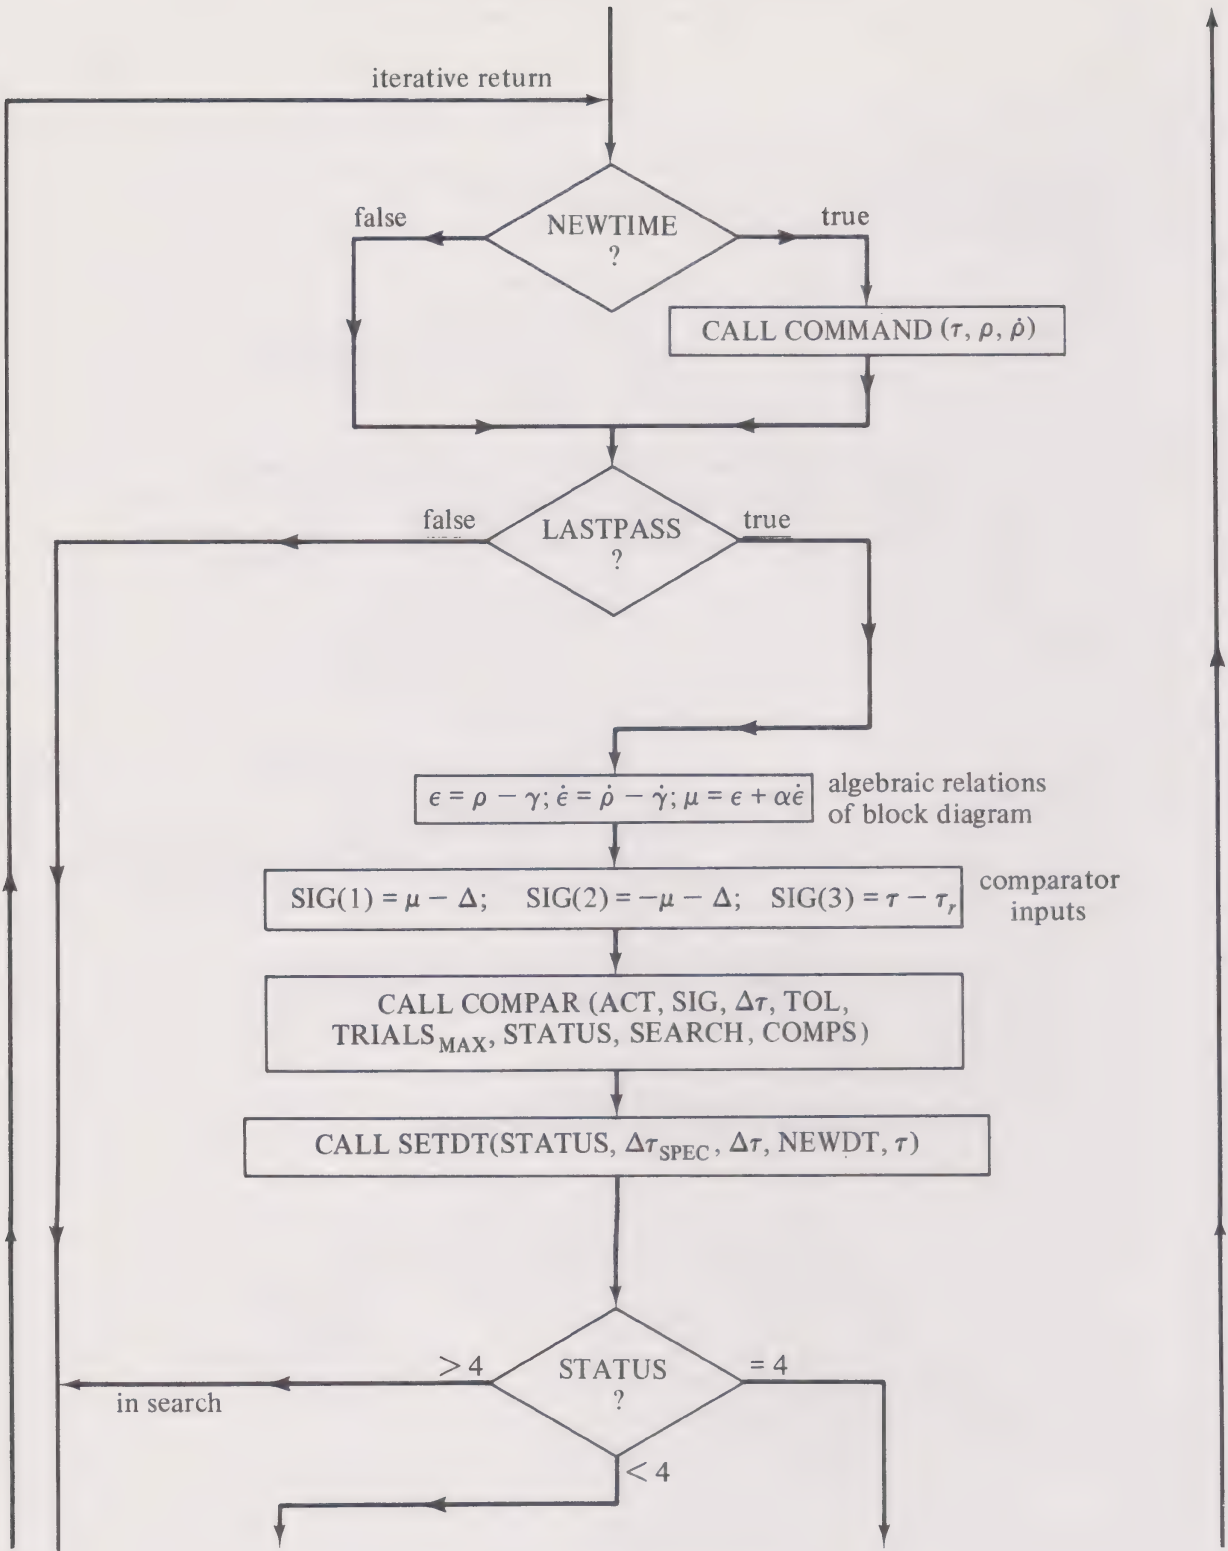 iterative return
false
NEWTIME
?
true
CALL COMMAND (τ, ρ, ρ̇)
false
LASTPASS
?
true
ϵ = ρ − γ; ϵ̇ = ρ̇ − γ̇; μ = ϵ + αϵ̇
algebraic relations
of block diagram
SIG(1) = μ − Δ; SIG(2) = −μ − Δ; SIG(3) = τ − τ_r
comparator
inputs
CALL COMPAR (ACT, SIG, Δτ, TOL,
TRIALS_MAX, STATUS, SEARCH, COMPS)
CALL SETDT(STATUS, Δτ_SPEC, Δτ, NEWDT, τ)
> 4
STATUS
?
= 4
in search
< 4